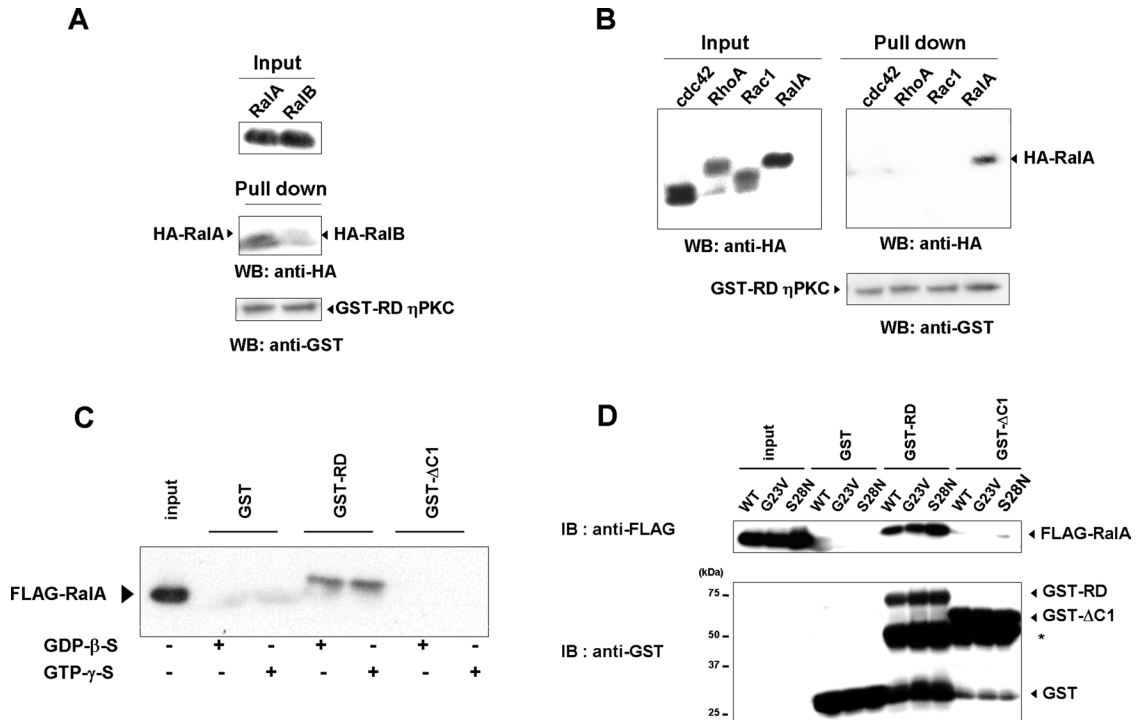 A
Input
RalA RalB
Pull down
HA-RalA HA-RalB
WB: anti-HA
GST-RD ηPKC
WB: anti-GST
B
Input Pull down
cdc42 RhoA Rac1 RalA cdc42 RhoA Rac1 RalA
HA-RalA
WB: anti-HA WB: anti-HA
GST-RD ηPKC
WB: anti-GST
C
input GST GST-RD GST-ΔC1
FLAG-RalA
GDP-β-S - + - + - + -
GTP-γ-S - - + - + - +
D
input GST GST-RD GST-ΔC1
WT G23V S28N WT G23V S28N WT G23V S28N WT G23V S28N
IB : anti-FLAG FLAG-RalA
(kDa)
75 GST-RD
GST-ΔC1
50 *
IB : anti-GST
37
GST
25